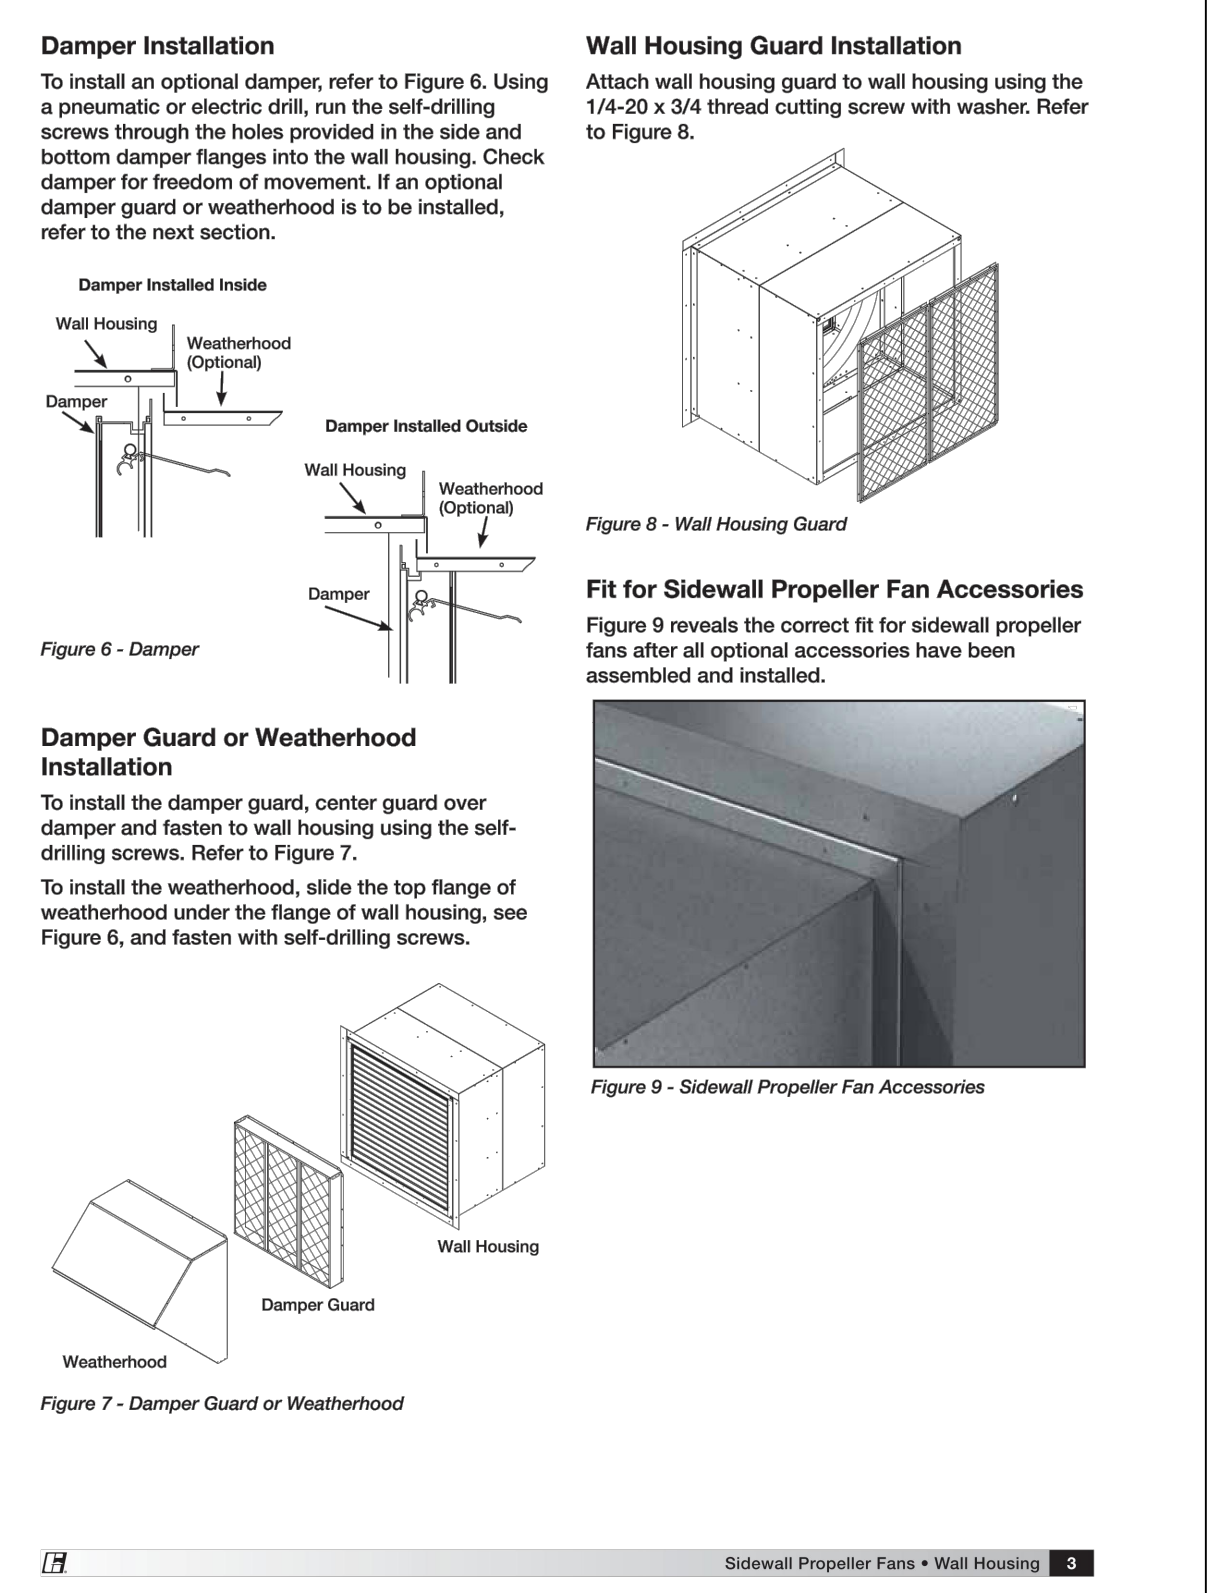 Damper Installation
To install an optional damper, refer to Figure 6. Using
a pneumatic or electric drill, run the self-drilling
screws through the holes provided in the side and
bottom damper flanges into the wall housing. Check
damper for freedom of movement. If an optional
damper guard or weatherhood is to be installed,
refer to the next section.
Damper Installed Inside
Wall Housing
Weatherhood
(Optional)
Damper
Damper Installed Outside
Wall Housing
Weatherhood
(Optional)
Damper
Figure 6 - Damper
Damper Guard or Weatherhood
Installation
To install the damper guard, center guard over
damper and fasten to wall housing using the self-
drilling screws. Refer to Figure 7.
To install the weatherhood, slide the top flange of
weatherhood under the flange of wall housing, see
Figure 6, and fasten with self-drilling screws.
Wall Housing
Damper Guard
Weatherhood
Figure 7 - Damper Guard or Weatherhood
Wall Housing Guard Installation
Attach wall housing guard to wall housing using the
1/4-20 x 3/4 thread cutting screw with washer. Refer
to Figure 8.
Figure 8 - Wall Housing Guard
Fit for Sidewall Propeller Fan Accessories
Figure 9 reveals the correct fit for sidewall propeller
fans after all optional accessories have been
assembled and installed.
Figure 9 - Sidewall Propeller Fan Accessories
Sidewall Propeller Fans • Wall Housing 3